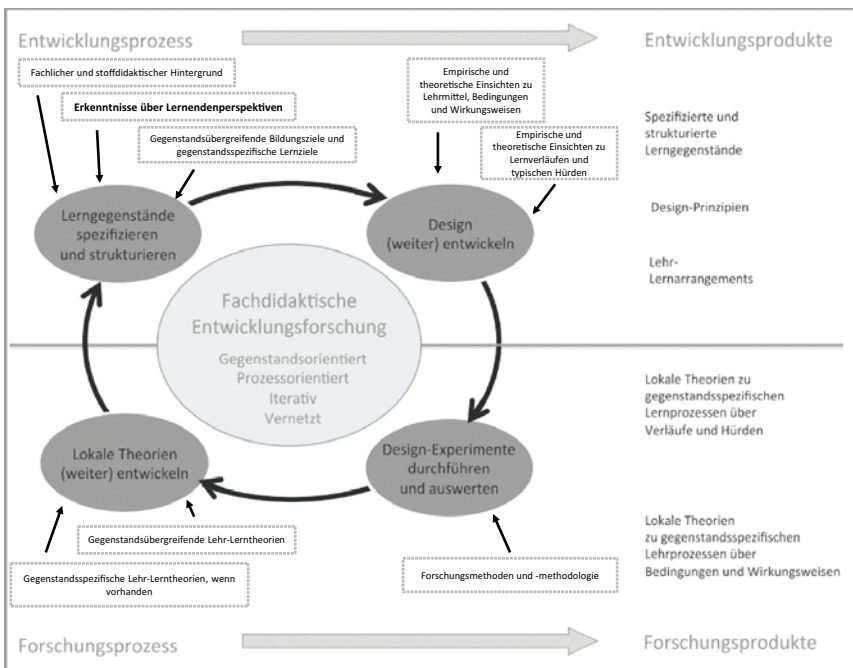 Entwicklungsprozess
Entwicklungsprodukte
Fachlicher und stoffdidaktischer Hintergrund
Erkenntnisse über Lernendenperspektiven
Gegenstandsübergreifende Bildungsziele und
gegenstandsspezifische Lernziele
Empirische und
theoretische Einsichten zu
Lehrmittel, Bedingungen
und Wirkungsweisen
Empirische und
theoretische Einsichten zu
Lernverläufen und
typischen Hürden
Spezifizierte und
strukturierte
Lerngegenstände
Design-Prinzipien
Lehr-
Lernarrangements
Lerngegenstände
spezifizieren
und strukturieren
Design
(weiter) entwickeln
Fachdidaktische
Entwicklungsforschung
Gegenstandsorientiert
Prozessorientiert
Iterativ
Vernetzt
Lokale Theorien
(weiter) entwickeln
Design-Experimente
durchführen
und auswerten
Lokale Theorien zu
gegenstandsspezifischen
Lernprozessen über
Verläufe und Hürden
Gegenstandsübergreifende Lehr-Lerntheorien
Gegenstandsspezifische Lehr-Lerntheorien, wenn
vorhanden
Forschungsmethoden und -methodologie
Lokale Theorien
zu gegenstandsspezifischen
Lehrprozessen über
Bedingungen und Wirkungsweisen
Forschungsprozess
Forschungsprodukte